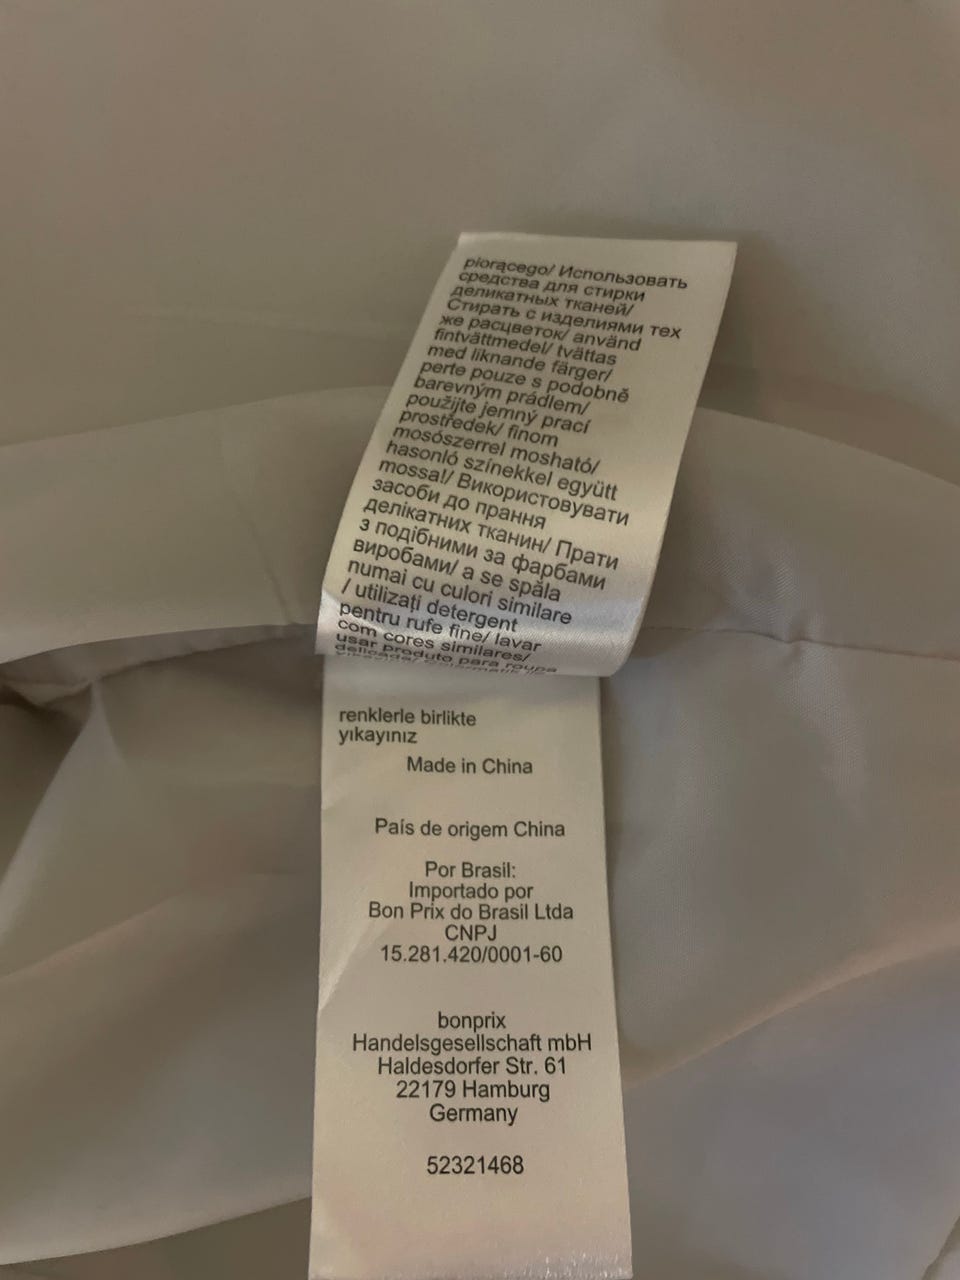 piorącego/ Использовать
средства для стирки
деликатных тканей/
Стирать с изделиями тех
же расцветок/ använd
fintvättmedel/ tvättas
med liknande färger/
perte pouze s podobně
barevným prádlem/
použijte jemný prací
prostředek/ finom
mosószerrel mosható/
hasonló színekkel együtt
mossa!/ Використовувати
засоби до прання
делікатних тканин/ Прати
з подібними за фарбами
виробами/ a se spăla
numai cu culori similare
/ utilizați detergent
pentru rufe fine/ lavar
com cores similares/
usar produto para roupa
delicada/
renklerle birlikte
yıkayınız
Made in China
País de origem China
Por Brasil:
Importado por
Bon Prix do Brasil Ltda
CNPJ
15.281.420/0001-60
bonprix
Handelsgesellschaft mbH
Haldesdorfer Str. 61
22179 Hamburg
Germany
52321468